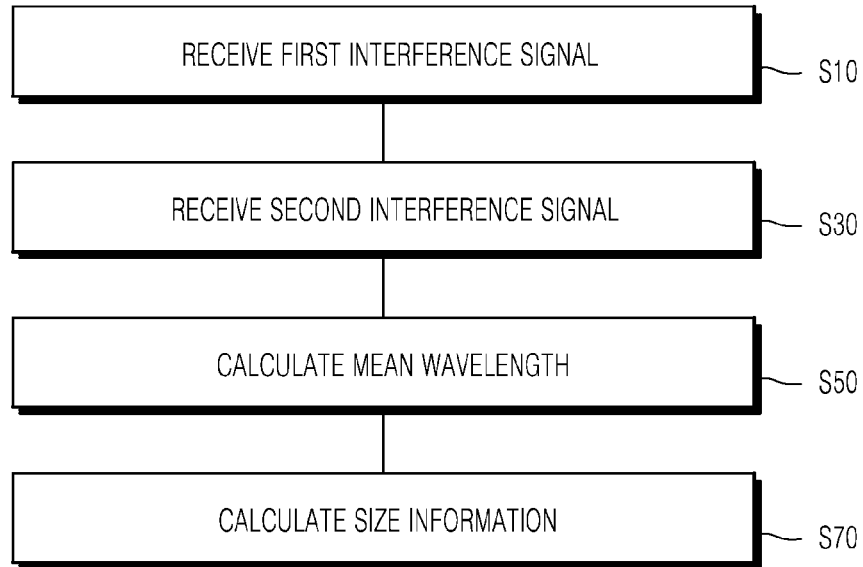 RECEIVE FIRST INTERFERENCE SIGNAL
S10
RECEIVE SECOND INTERFERENCE SIGNAL
S30
CALCULATE MEAN WAVELENGTH
S50
CALCULATE SIZE INFORMATION
S70